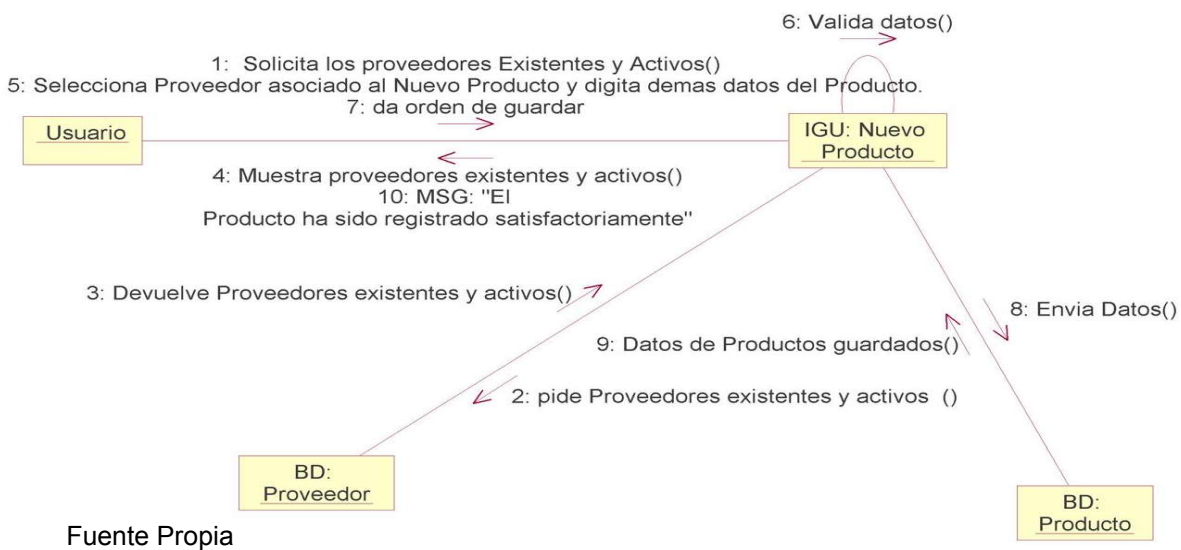 6: Valida datos()
1:  Solicita los proveedores Existentes y Activos()
5: Selecciona Proveedor asociado al Nuevo Producto y digita demas datos del Producto.
7: da orden de guardar
Usuario
IGU: Nuevo
Producto
4: Muestra proveedores existentes y activos()
10: MSG: "El
Producto ha sido registrado satisfactoriamente"
3: Devuelve Proveedores existentes y activos()
8: Envia Datos()
9: Datos de Productos guardados()
2: pide Proveedores existentes y activos  ()
BD:
Proveedor
BD:
Producto
Fuente Propia